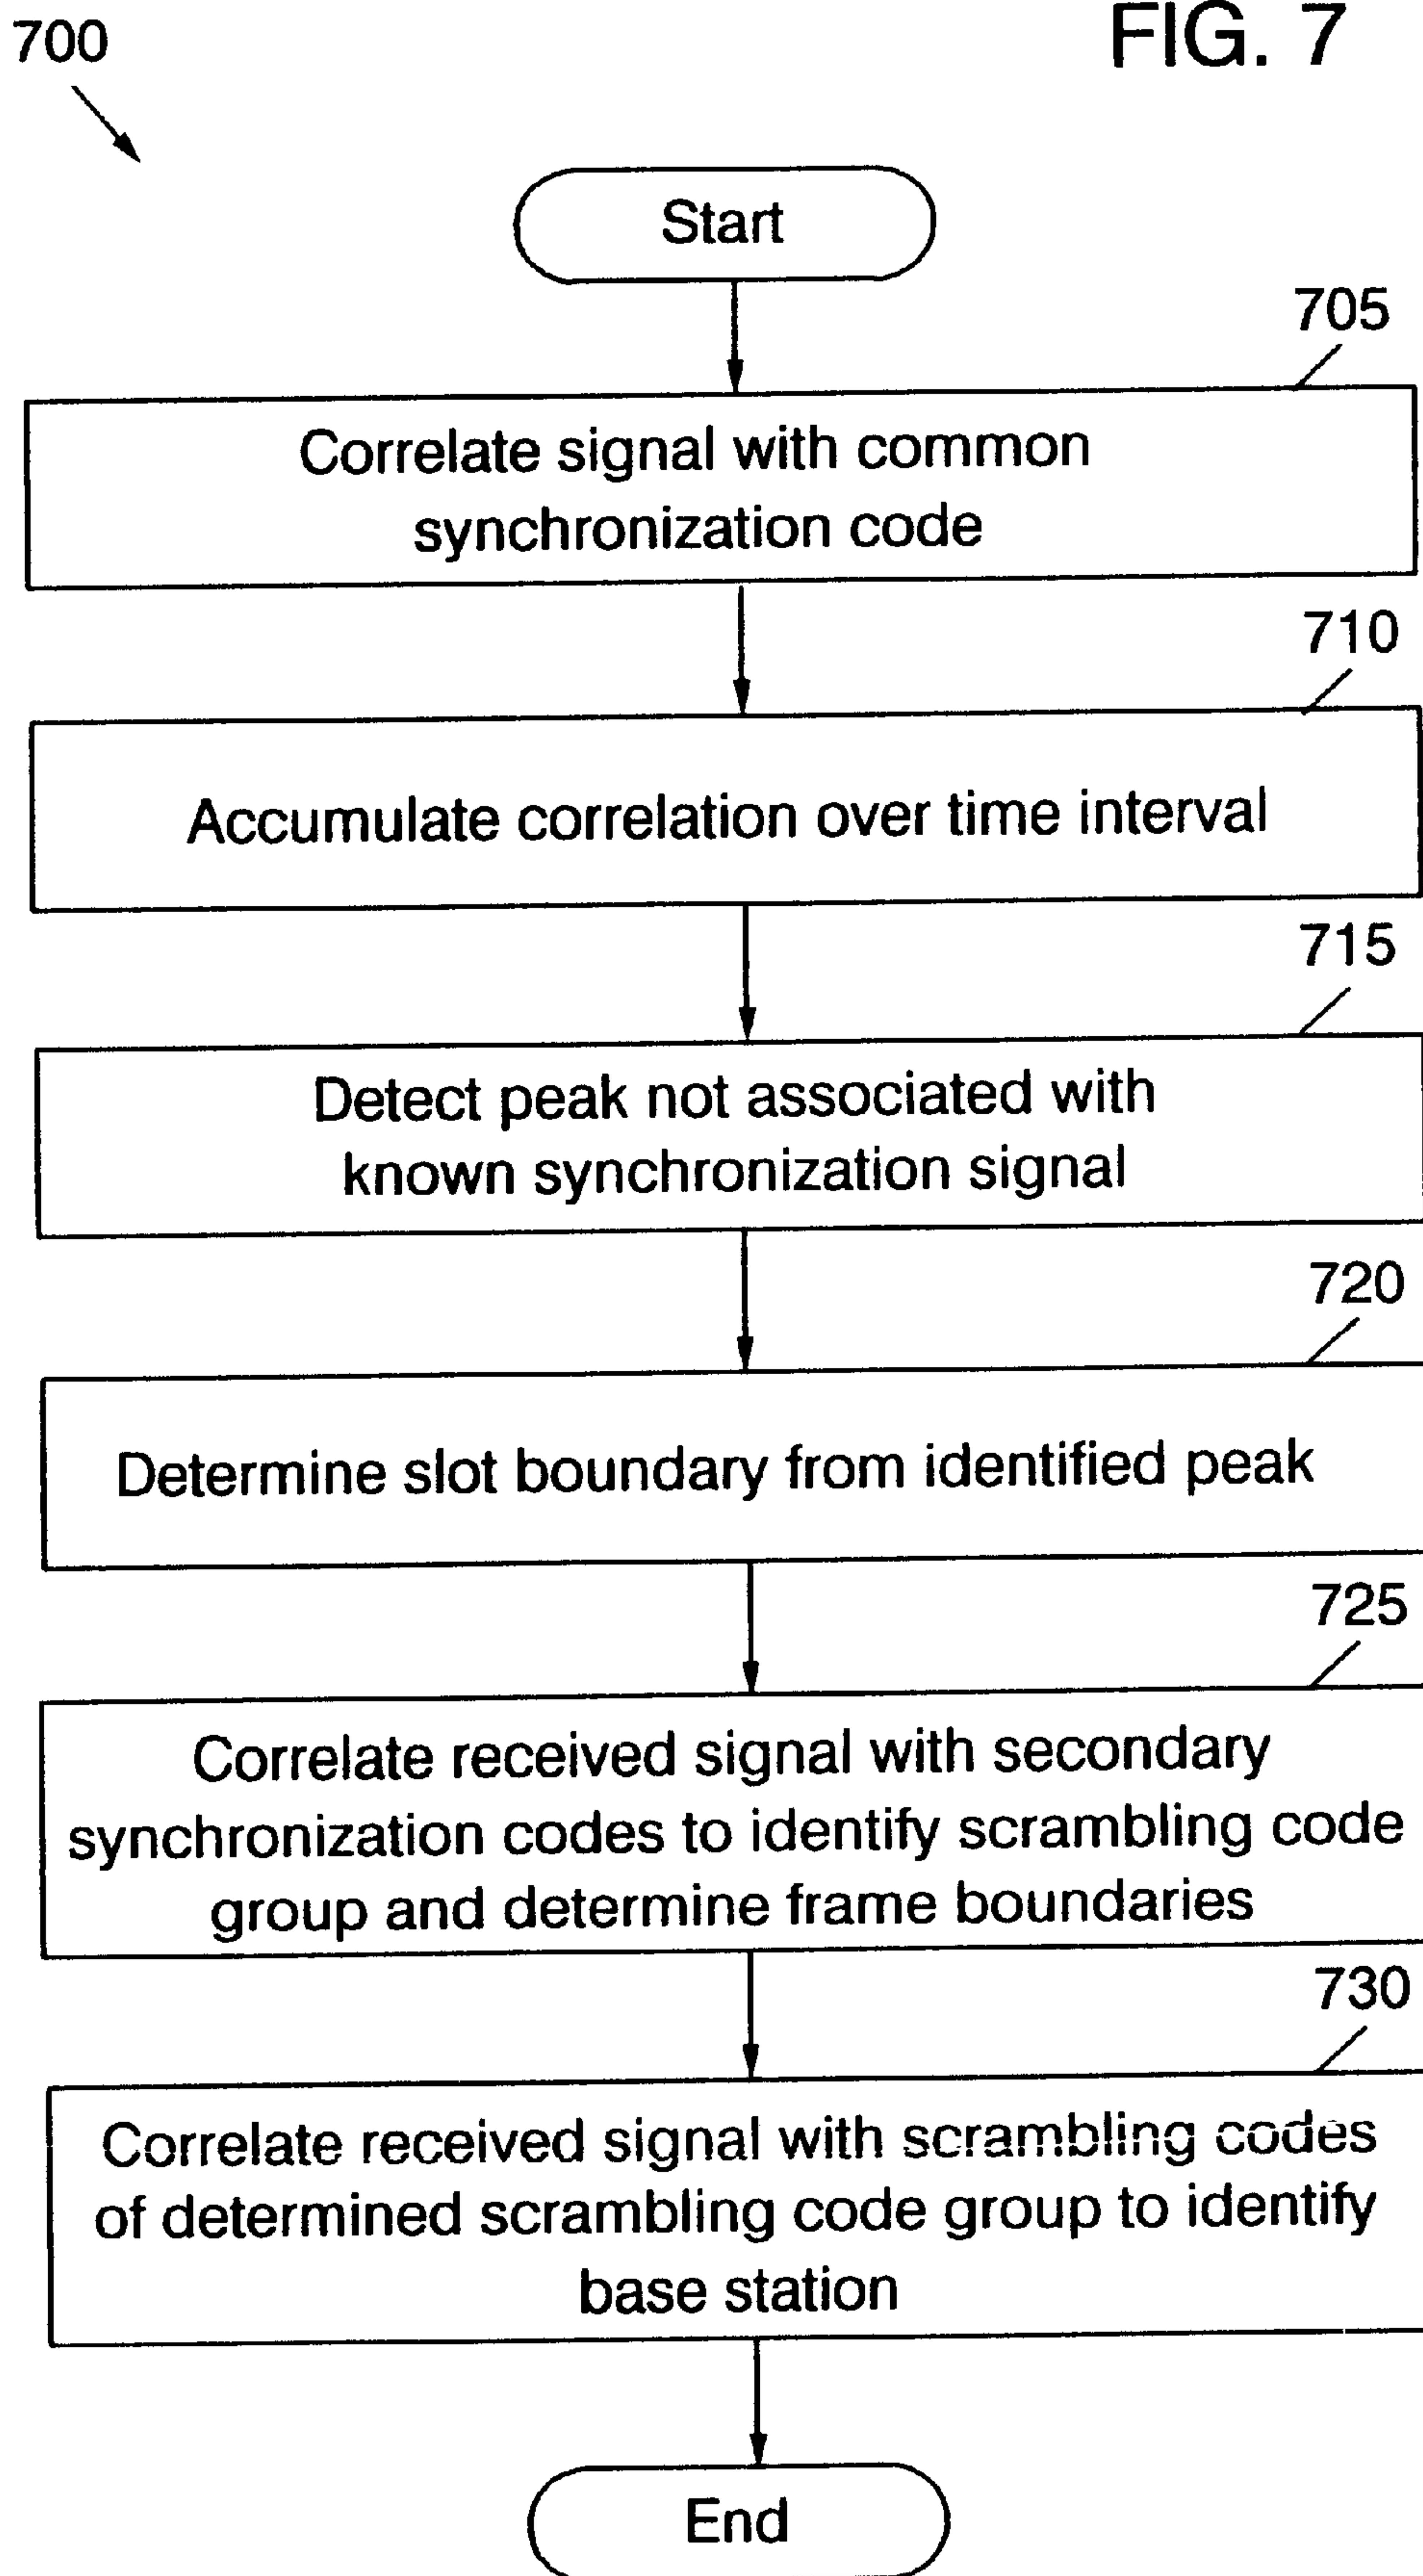 700
FIG. 7
Start
705
Correlate signal with common
synchronization code
710
Accumulate correlation over time interval
715
Detect peak not associated with
known synchronization signal
720
Determine slot boundary from identified peak
725
Correlate received signal with secondary
synchronization codes to identify scrambling code
group and determine frame boundaries
730
Correlate received signal with scrambling codes
of determined scrambling code group to identify
base station
End